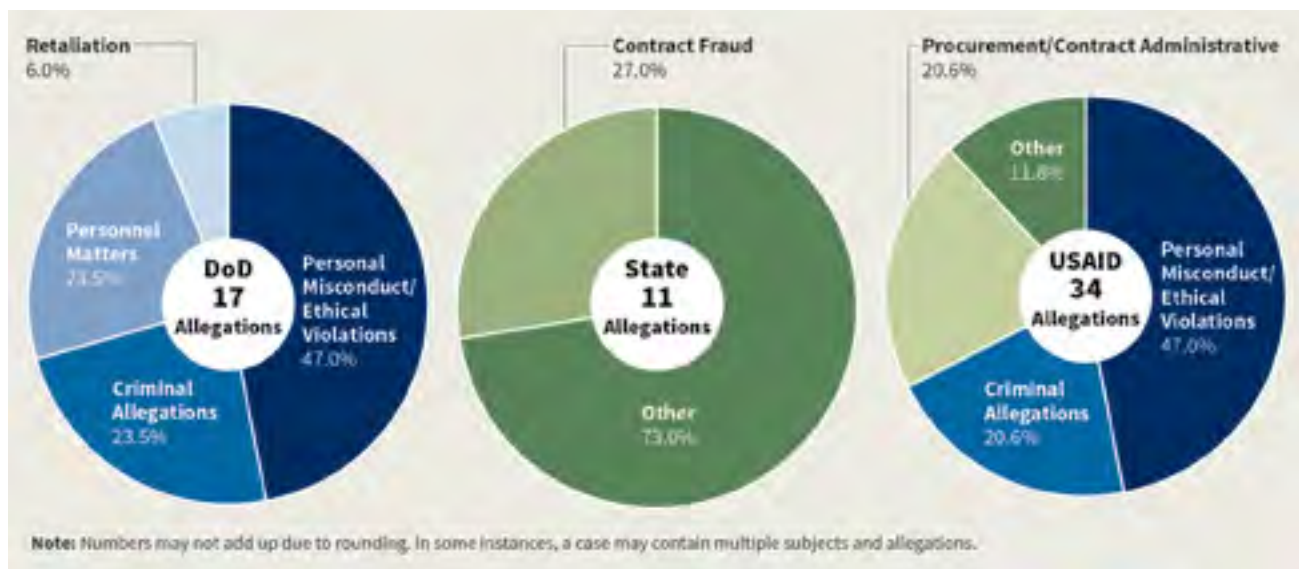 Retaliation
6.0%
Personnel
Matters
23.5%
DoD
17
Allegations
Personal
Misconduct/
Ethical
Violations
47.0%
Criminal
Allegations
23.5%
Contract Fraud
27.0%
State
11
Allegations
Other
73.0%
Procurement/Contract Administrative
20.6%
Other
11.8%
USAID
34
Allegations
Personal
Misconduct/
Ethical
Violations
47.0%
Criminal
Allegations
20.6%
Note: Numbers may not add up due to rounding. In some instances, a case may contain multiple subjects and allegations.